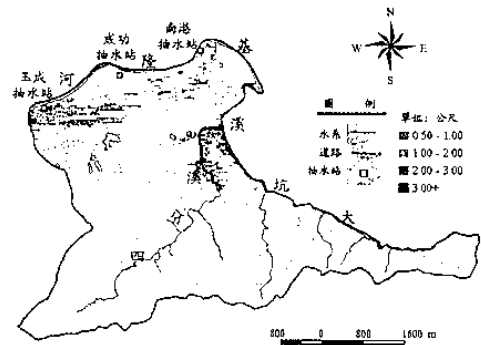 南港
抽水站
成功
抽水站
玉成
抽水站
基
隆
河
大
坑
溪
四
分
溪
N
W
E
S
圖 例
水系
道路
抽水站
單位：公尺
0.50 - 1.00
1.00 - 2.00
2.00 - 3.00
3.00+
800 0 800 1600 m